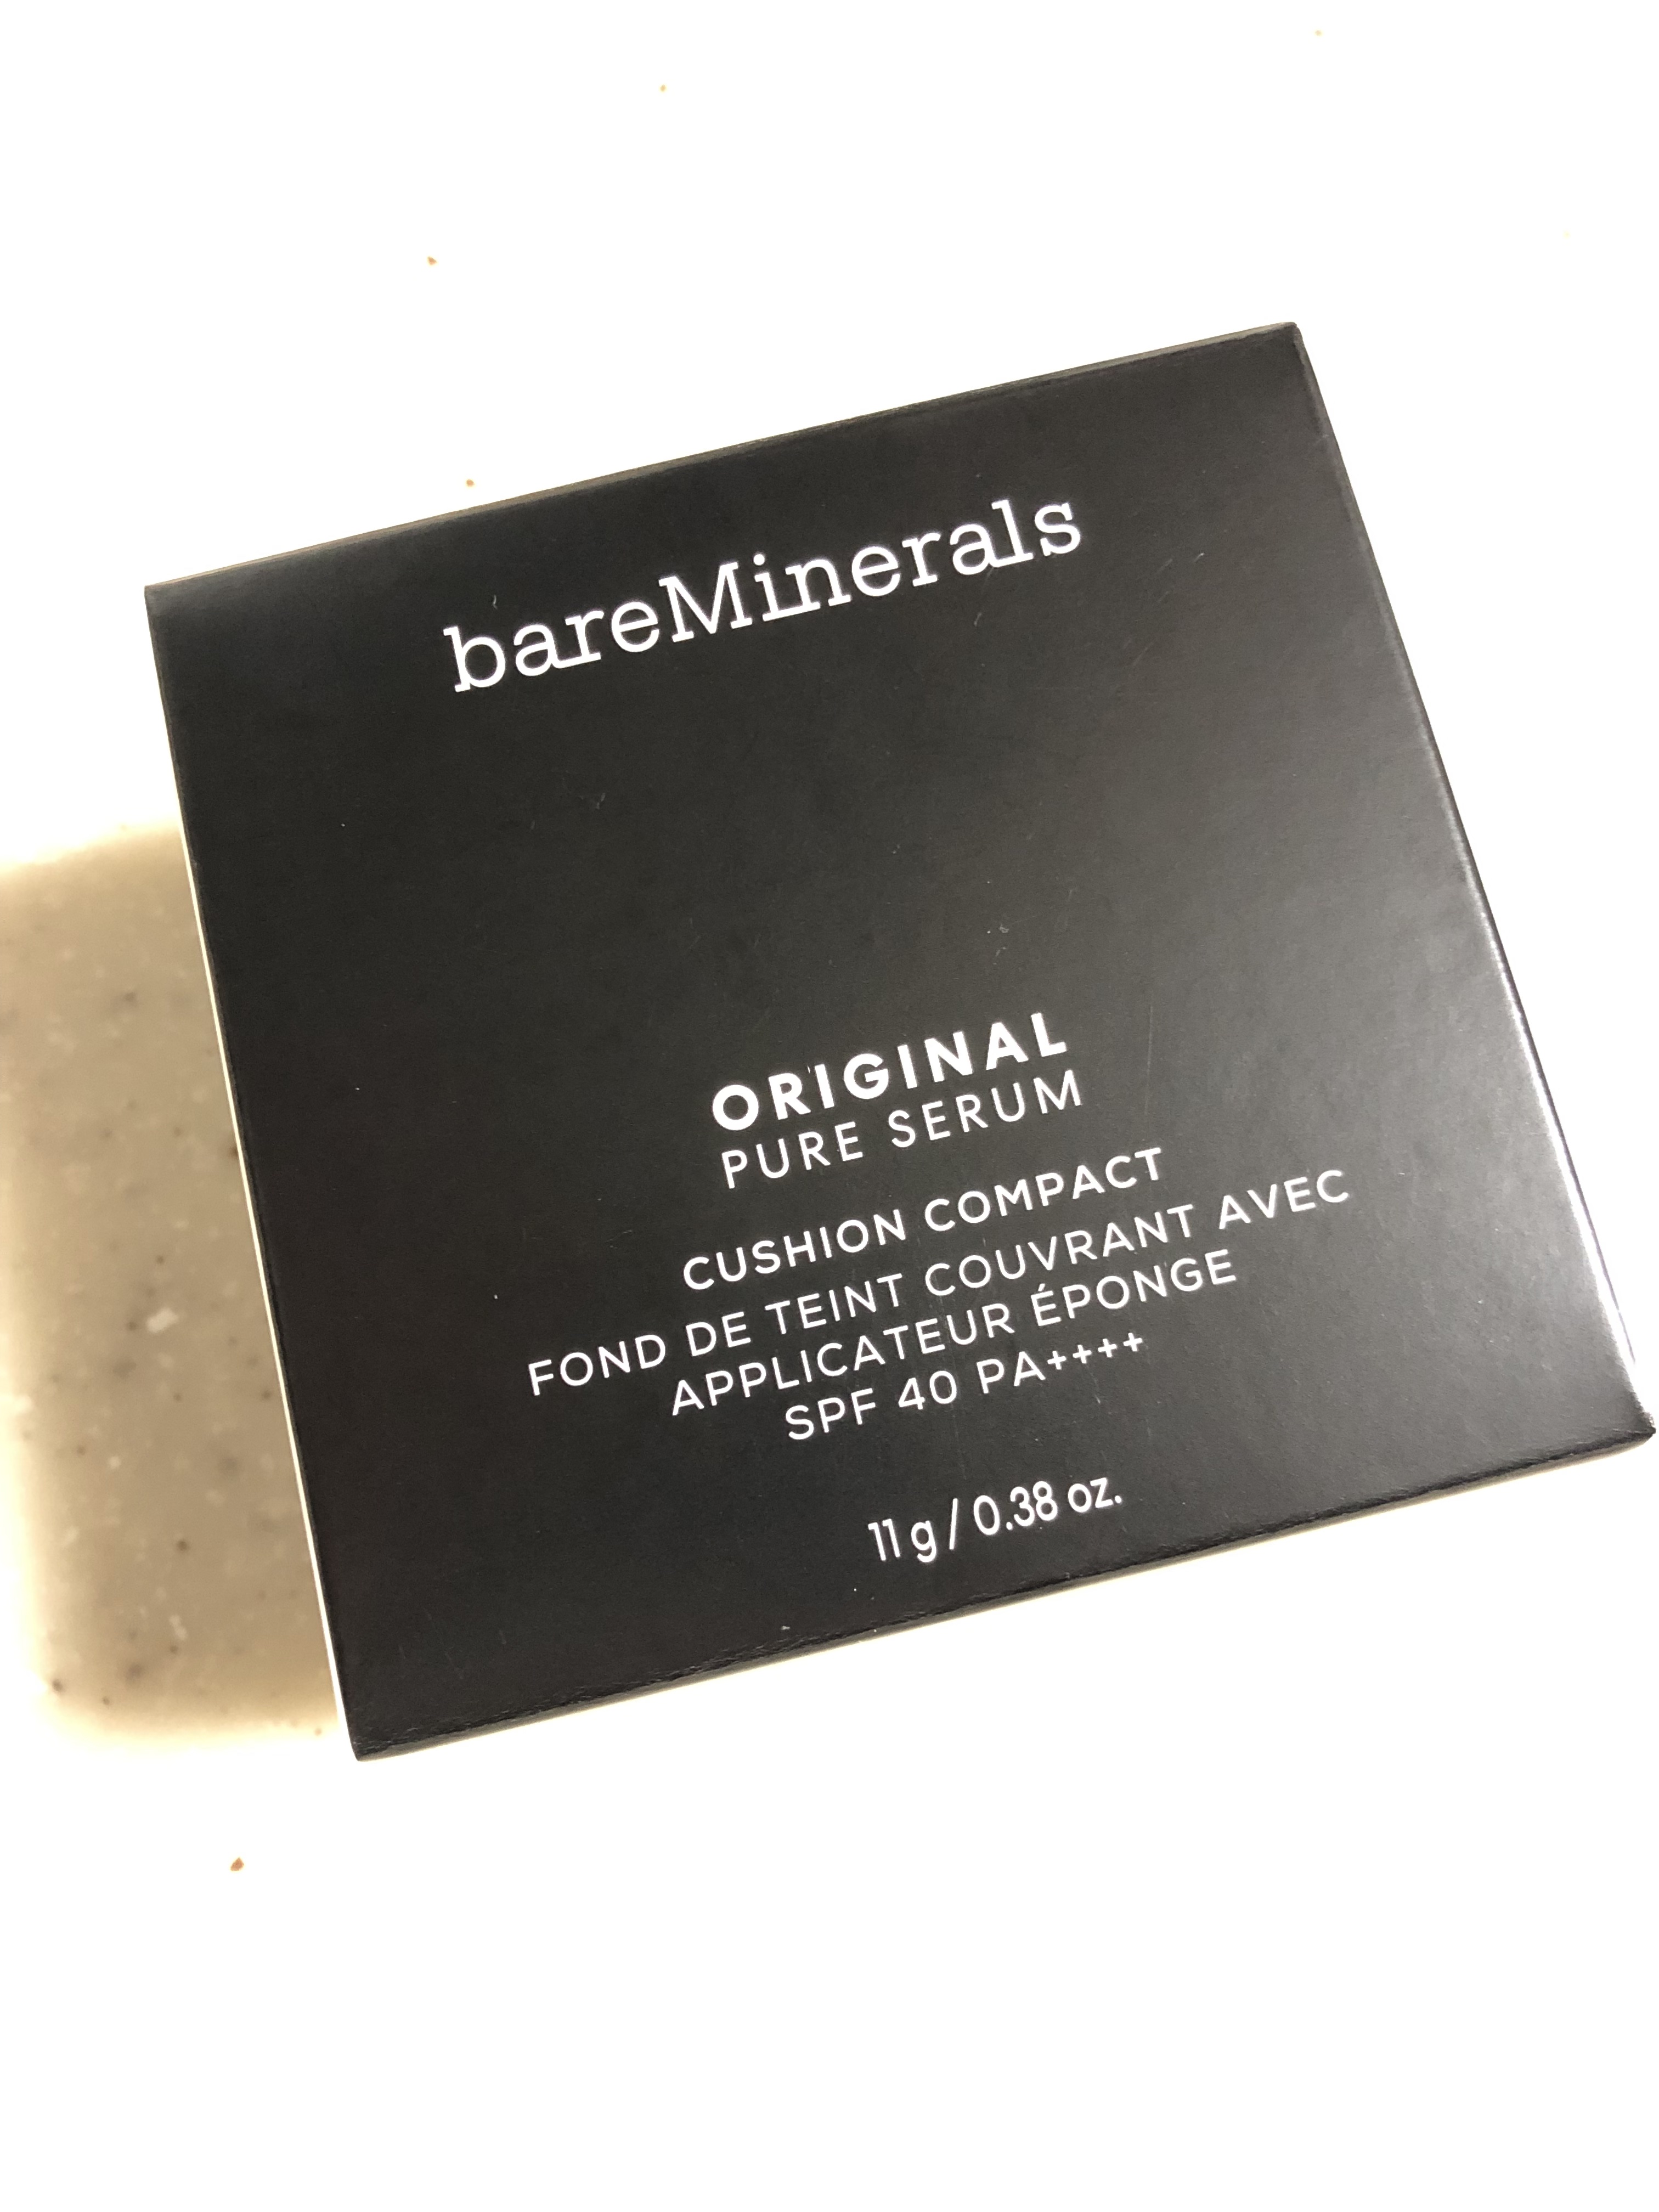 bareMinerals
ORIGINAL
PURE SERUM
CUSHION COMPACT
FOND DE TEINT COUVRANT AVEC
APPLICATEUR ÉPONGE
SPF 40 PA++++
11 g / 0.38 oz.